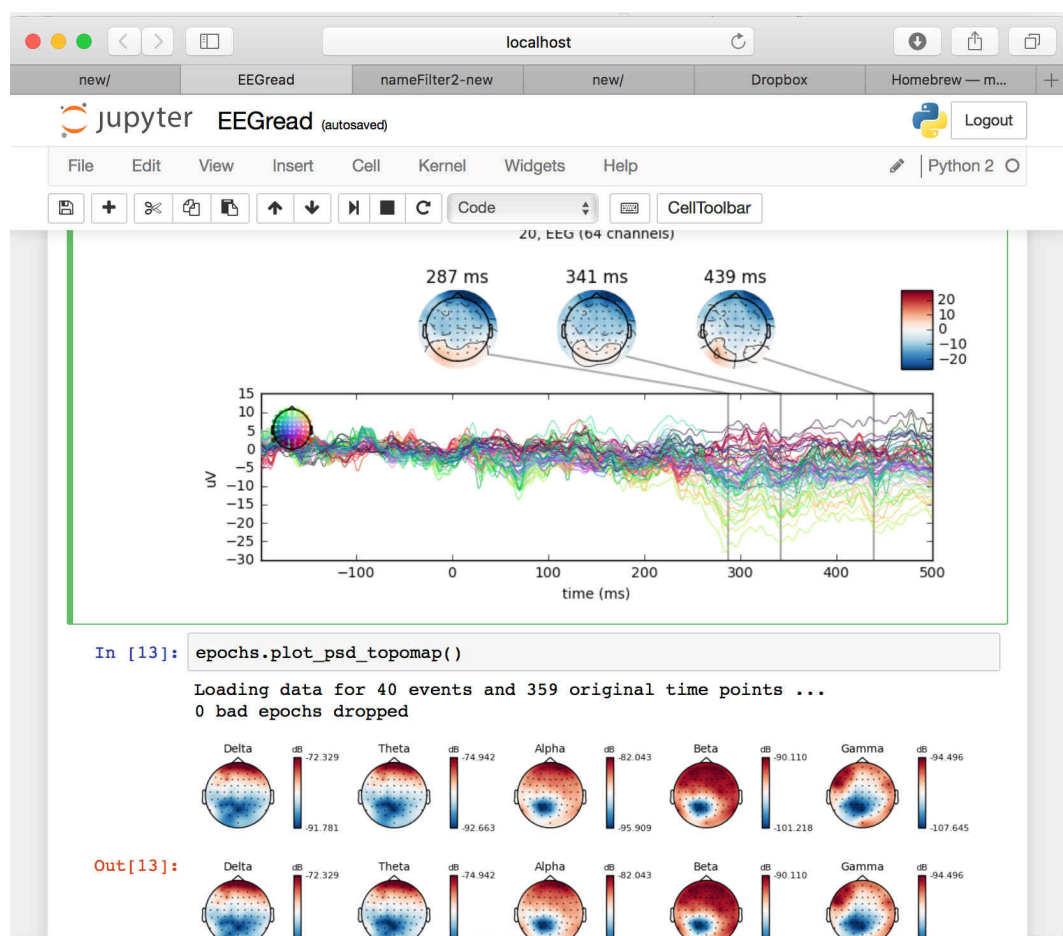 localhost
new/ EEGread nameFilter2-new new/ Dropbox Homebrew — m...
jupyter EEGread (autosaved) Logout
File Edit View Insert Cell Kernel Widgets Help Python 2
Code CellToolbar
20, EEG (64 channels)
287 ms 341 ms 439 ms
20
10
0
−10
−20
15
10
5
0
−5
−10
−15
−20
−25
−30
uV
−100 0 100 200 300 400 500
time (ms)
In [13]: epochs.plot_psd_topomap()
Loading data for 40 events and 359 original time points ...
0 bad epochs dropped
Delta dB Theta dB Alpha dB Beta dB Gamma dB
-72.329 -74.942 -82.043 -90.110 -94.496
-91.781 -92.663 -95.909 -101.218 -107.645
Out[13]:
Delta dB Theta dB Alpha dB Beta dB Gamma dB
-72.329 -74.942 -82.043 -90.110 -94.496